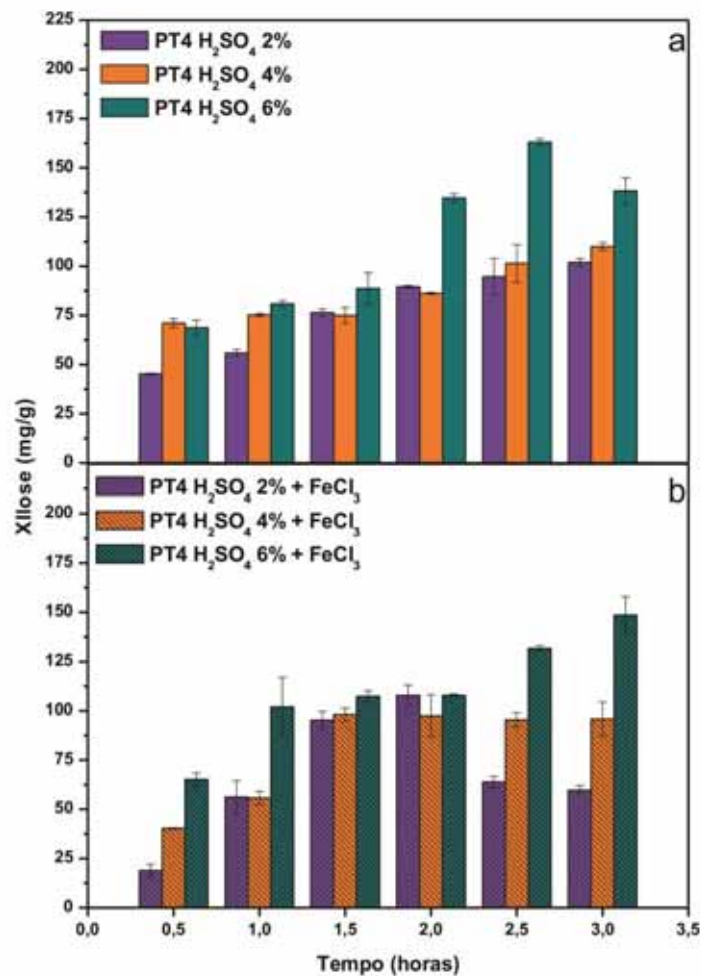 a
PT4 H₂SO₄ 2%
PT4 H₂SO₄ 4%
PT4 H₂SO₄ 6%
225
200
175
150
125
100
75
50
25
0
XIlose (mg/g)
b
PT4 H₂SO₄ 2% + FeCl₃
PT4 H₂SO₄ 4% + FeCl₃
PT4 H₂SO₄ 6% + FeCl₃
200
175
150
125
100
75
50
25
0
0,0 0,5 1,0 1,5 2,0 2,5 3,0 3,5
Tempo (horas)